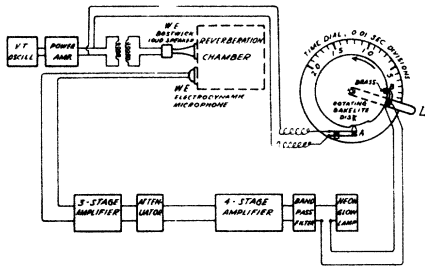 V T
OSCILL
POWER
AMP.
W E
BOSTWICK
LOUD SPEAKER
REVERBERATION
CHAMBER
W E
ELECTRODYNAMIC
MICROPHONE
TIME DIAL, 0.01 SEC DIVISIONS
20
15
10
5
BRASS
B
ROTATING
BAKELITE
DISK
A
L
3-STAGE
AMPLIFIER
ATTEN-
UATOR
4-STAGE
AMPLIFIER
BAND
PASS
FILTER
NEON
GLOW
LAMP